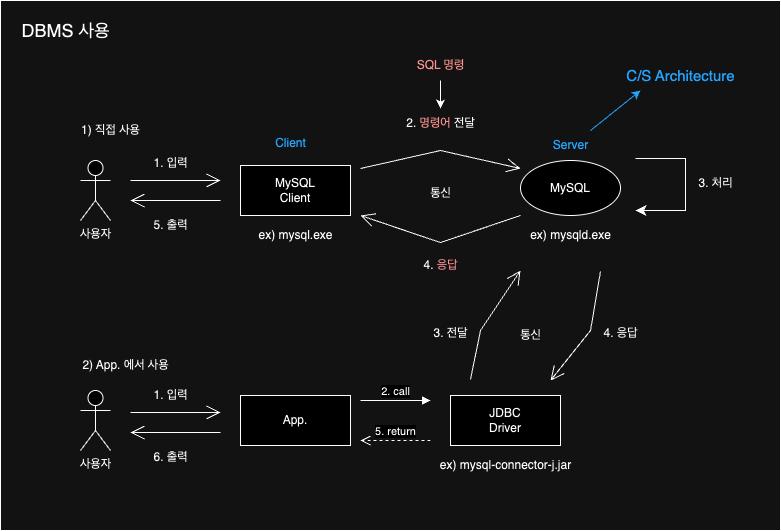 DBMS 사용
SQL 명령
C/S Architecture
1) 직접 사용
2. 명령어 전달
Client
Server
1. 입력
MySQL
Client
통신
MySQL
3. 처리
5. 출력
사용자
ex) mysql.exe
ex) mysqld.exe
4. 응답
3. 전달
통신
4. 응답
2) App. 에서 사용
1. 입력
2. call
App.
JDBC
Driver
5. return
6. 출력
사용자
ex) mysql-connector-j.jar